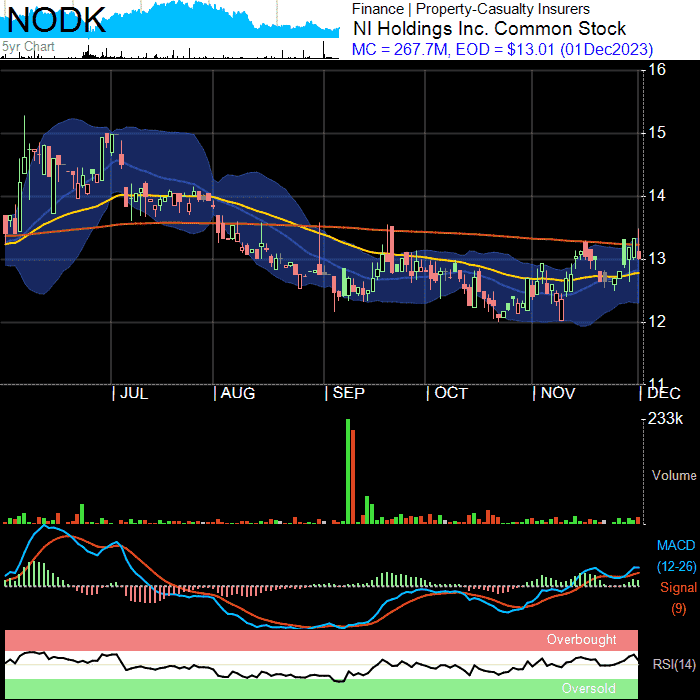 NODK
5yr Chart
Finance | Property-Casualty Insurers
NI Holdings Inc. Common Stock
MC = 267.7M, EOD = $13.01 (01Dec2023)
16
15
14
13
12
11
| JUL | AUG | SEP | OCT | NOV | DEC
233k
Volume
MACD
(12-26)
Signal
(9)
Overbought
RSI(14)
Oversold